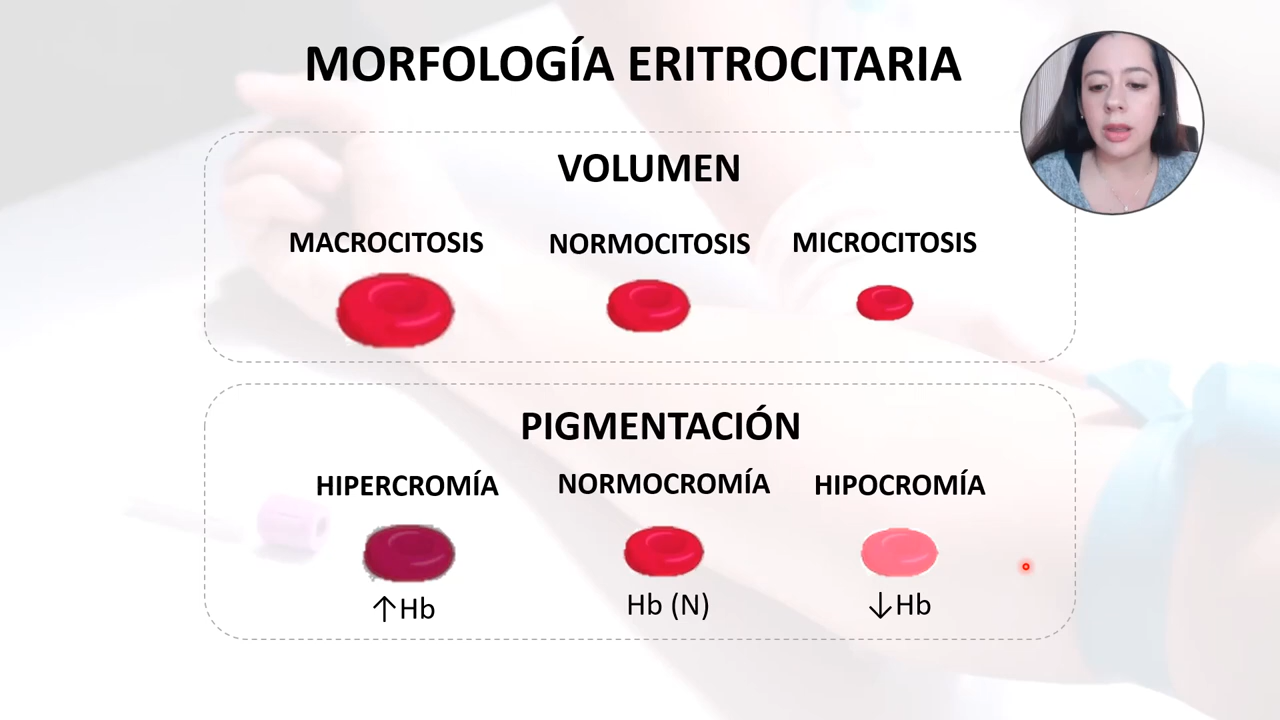 MORFOLOGÍA ERITROCITARIA
VOLUMEN
MACROCITOSIS NORMOCITOSIS MICROCITOSIS
PIGMENTACIÓN
HIPERCROMÍA NORMOCROMÍA HIPOCROMÍA
↑Hb Hb (N) ↓Hb